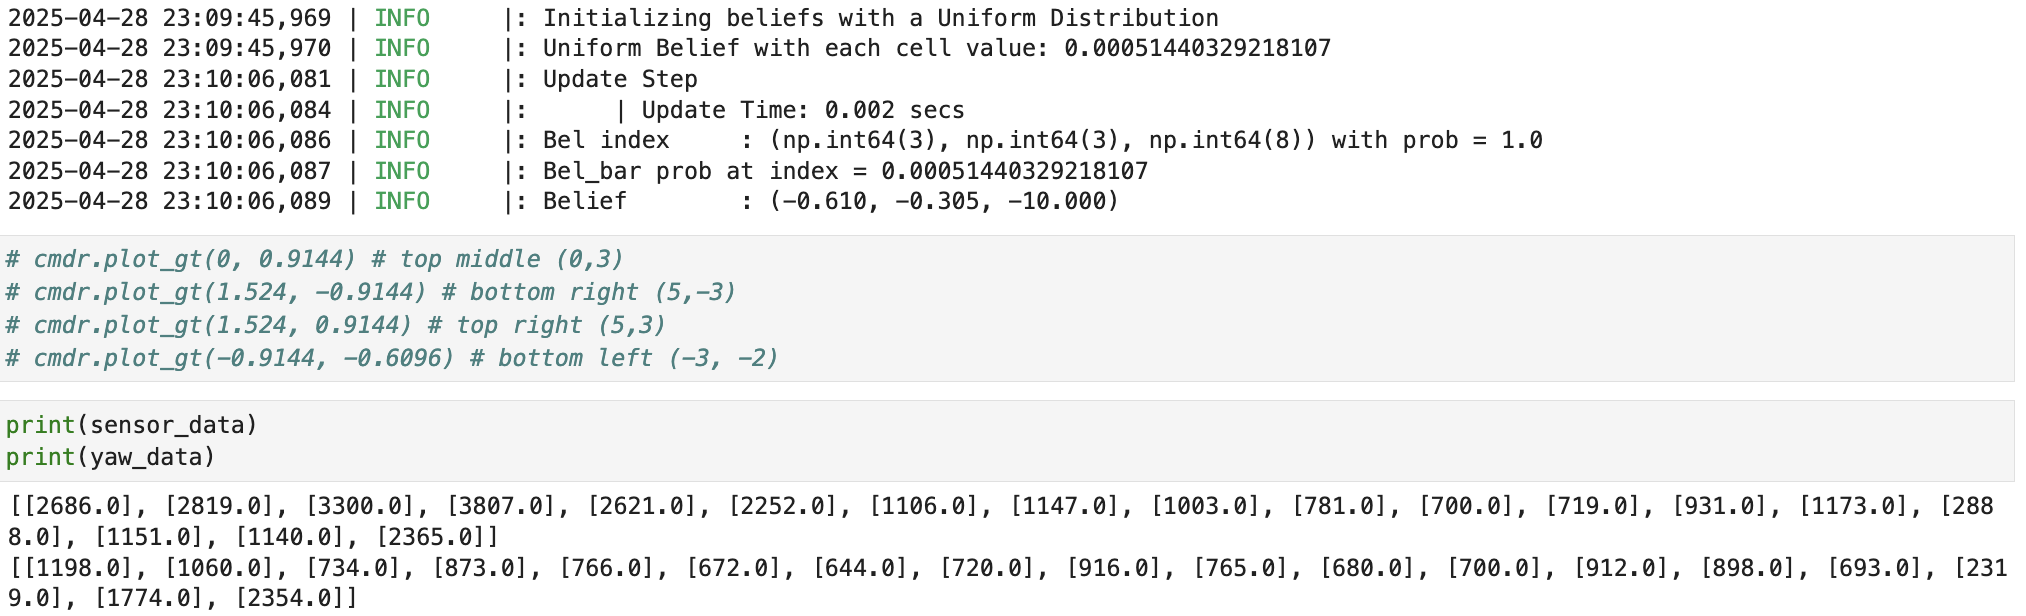 2025-04-28 23:09:45,969 | INFO     |: Initializing beliefs with a Uniform Distribution
2025-04-28 23:09:45,970 | INFO     |: Uniform Belief with each cell value: 0.00051440329218107
2025-04-28 23:10:06,081 | INFO     |: Update Step
2025-04-28 23:10:06,084 | INFO     |:      | Update Time: 0.002 secs
2025-04-28 23:10:06,086 | INFO     |: Bel index     : (np.int64(3), np.int64(3), np.int64(8)) with prob = 1.0
2025-04-28 23:10:06,087 | INFO     |: Bel_bar prob at index = 0.00051440329218107
2025-04-28 23:10:06,089 | INFO     |: Belief        : (-0.610, -0.305, -10.000)
# cmdr.plot_gt(0, 0.9144) # top middle (0,3)
# cmdr.plot_gt(1.524, -0.9144) # bottom right (5,-3)
# cmdr.plot_gt(1.524, 0.9144) # top right (5,3)
# cmdr.plot_gt(-0.9144, -0.6096) # bottom left (-3, -2)
print(sensor_data)
print(yaw_data)
[[2686.0], [2819.0], [3300.0], [3807.0], [2621.0], [2252.0], [1106.0], [1147.0], [1003.0], [781.0], [700.0], [719.0], [931.0], [1173.0], [288
8.0], [1151.0], [1140.0], [2365.0]]
[[1198.0], [1060.0], [734.0], [873.0], [766.0], [672.0], [644.0], [720.0], [916.0], [765.0], [680.0], [700.0], [912.0], [898.0], [693.0], [231
9.0], [1774.0], [2354.0]]